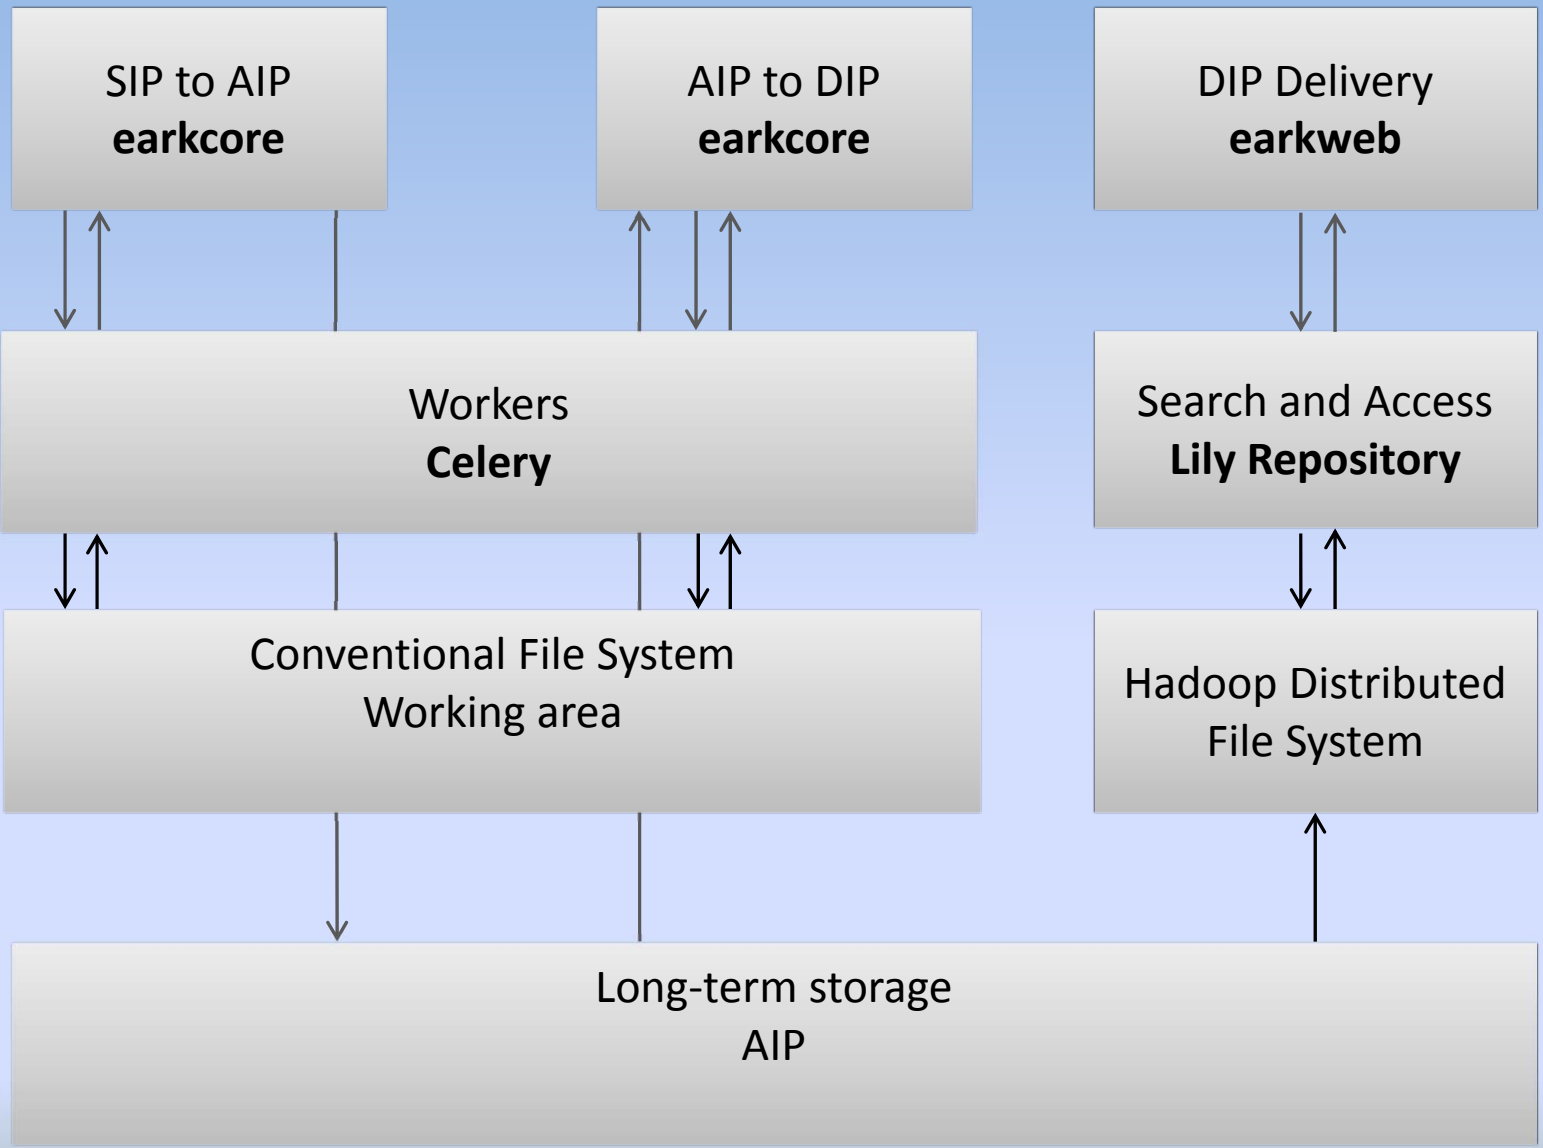 SIP to AIP
earkcore
AIP to DIP
earkcore
DIP Delivery
earkweb
Workers
Celery
Search and Access
Lily Repository
Conventional File System
Working area
Hadoop Distributed
File System
Long-term storage
AIP